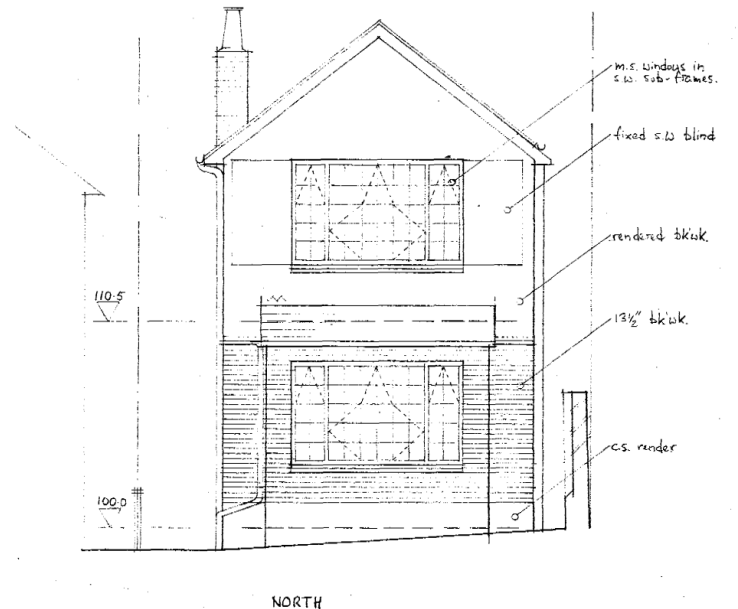 m.s. windows in
s.w. sub-frames.
fixed s.w blind
rendered bk'wk.
110·5
13½" bk'wk.
c.s. render
100·0
NORTH